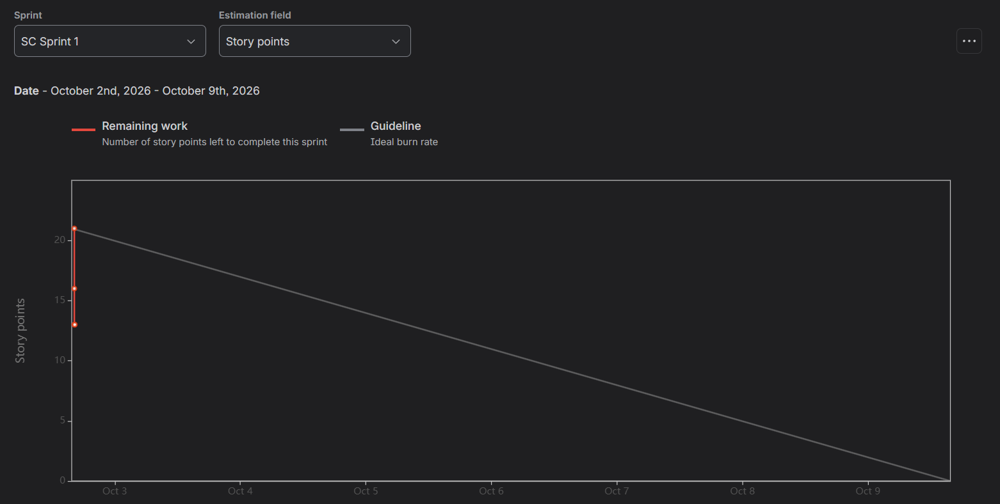 Sprint
Estimation field
SC Sprint 1
Story points
Date - October 2nd, 2026 - October 9th, 2026
Remaining work
Number of story points left to complete this sprint
Guideline
Ideal burn rate
Story points
20
15
10
5
0
Oct 3
Oct 4
Oct 5
Oct 6
Oct 7
Oct 8
Oct 9